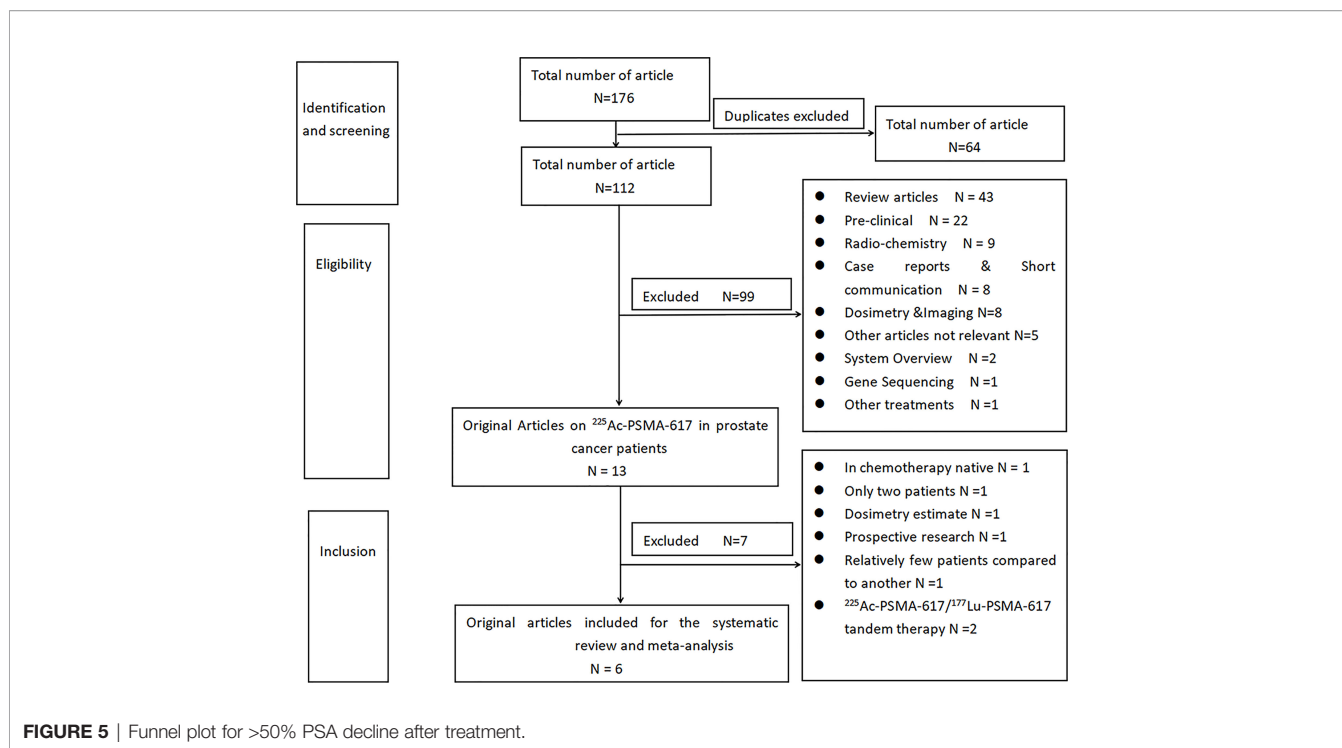 Identification
and screening
Total number of article
N=176
Duplicates excluded
Total number of article
N=64
Total number of article
N=112
Eligibility
Excluded N=99
● Review articles N = 43
● Pre-clinical N = 22
● Radio-chemistry N = 9
● Case reports & Short
communication N = 8
● Dosimetry &Imaging N=8
● Other articles not relevant N=5
● System Overview N =2
● Gene Sequencing N =1
● Other treatments N =1
Original Articles on ²²⁵Ac-PSMA-617 in prostate
cancer patients
N = 13
Inclusion
Excluded N=7
● In chemotherapy native N = 1
● Only two patients N =1
● Dosimetry estimate N =1
● Prospective research N =1
● Relatively few patients compared
to another N =1
● ²²⁵Ac-PSMA-617/¹⁷⁷Lu-PSMA-617
tandem therapy N =2
Original articles included for the systematic
review and meta-analysis
N = 6
FIGURE 5 | Funnel plot for >50% PSA decline after treatment.